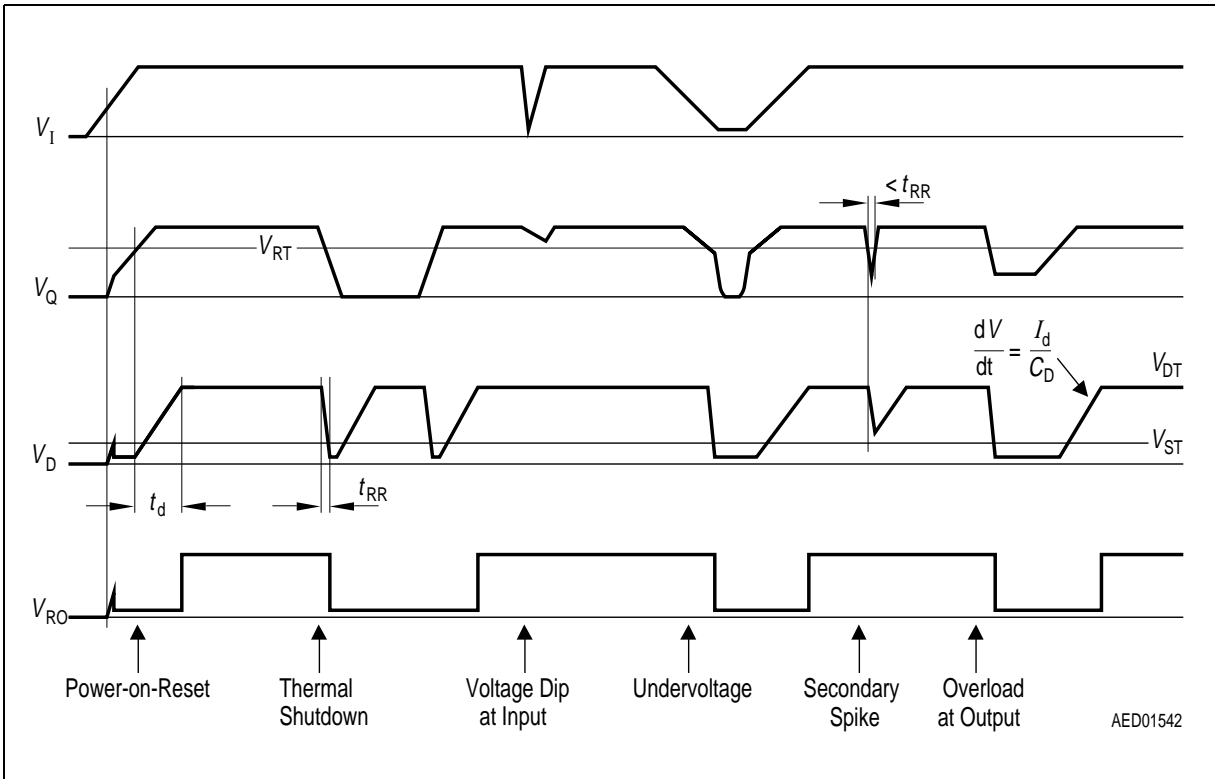 V_I
< t_RR
V_RT
V_Q
dV/dt = I_d/C_D
V_DT
V_ST
V_D
t_d
t_RR
V_RO
Power-on-Reset
Thermal
Shutdown
Voltage Dip
at Input
Undervoltage
Secondary
Spike
Overload
at Output
AED01542